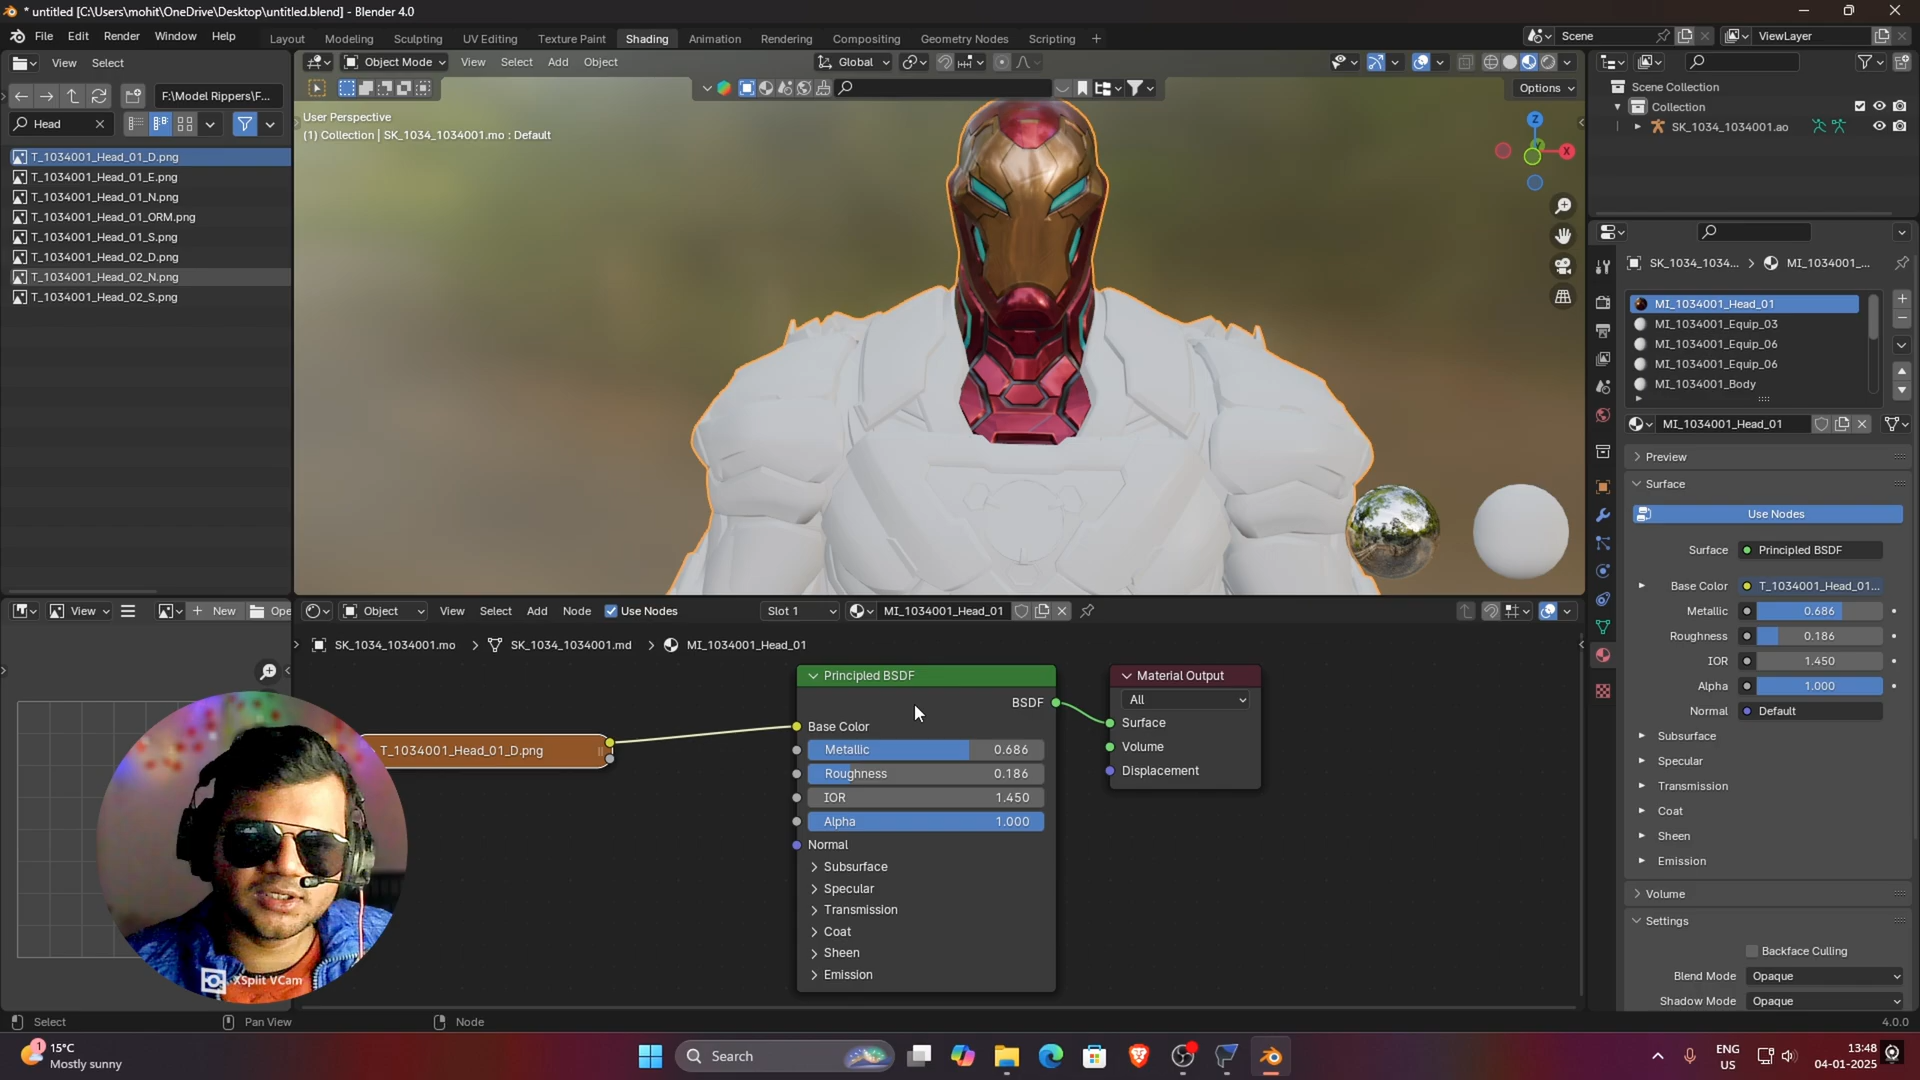 * untitled [C:\Users\mohit\OneDrive\Desktop\untitled.blend] - Blender 4.0
File Edit Render Window Help
Layout Modeling Sculpting UV Editing Texture Paint Shading Animation Rendering Compositing Geometry Nodes Scripting +
Scene
ViewLayer
View Select
F:\Model Rippers\F...
Head
T_1034001_Head_01_D.png
T_1034001_Head_01_E.png
T_1034001_Head_01_N.png
T_1034001_Head_01_ORM.png
T_1034001_Head_01_S.png
T_1034001_Head_02_D.png
T_1034001_Head_02_N.png
T_1034001_Head_02_S.png
Object Mode View Select Add Object
Global
Options
User Perspective
(1) Collection | SK_1034_1034001.mo : Default
Z
X
Scene Collection
Collection
SK_1034_1034001.ao
SK_1034_1034... > MI_1034001_...
MI_1034001_Head_01
MI_1034001_Equip_03
MI_1034001_Equip_06
MI_1034001_Equip_06
MI_1034001_Body
MI_1034001_Head_01
Preview
Surface
Use Nodes
Surface Principled BSDF
Base Color T_1034001_Head_01...
Metallic 0.686
Roughness 0.186
IOR 1.450
Alpha 1.000
Normal Default
Subsurface
Specular
Transmission
Coat
Sheen
Emission
Volume
Settings
Backface Culling
Blend Mode Opaque
Shadow Mode Opaque
View
New
Ope
Object View Select Add Node Use Nodes
Slot 1
MI_1034001_Head_01
SK_1034_1034001.mo > SK_1034_1034001.md > MI_1034001_Head_01
T_1034001_Head_01_D.png
Principled BSDF
BSDF
Base Color
Metallic 0.686
Roughness 0.186
IOR 1.450
Alpha 1.000
Normal
Subsurface
Specular
Transmission
Coat
Sheen
Emission
Material Output
All
Surface
Volume
Displacement
XSplit VCam
Select
Pan View
Node
4.0.0
1
15°C
Mostly sunny
Search
ENG
US
13:48
04-01-2025